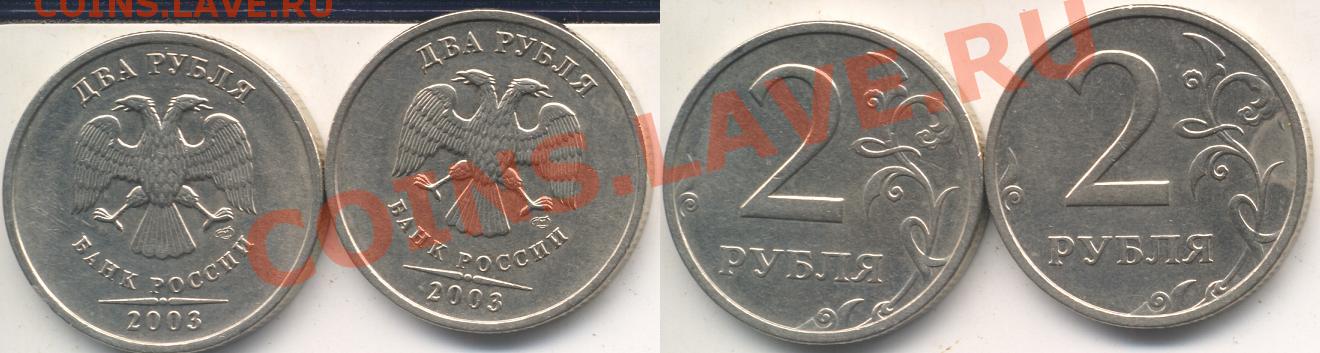 COINS.LAVE.RU
ДВА РУБЛЯ
БАНК РОССИИ
2003
ДВА РУБЛЯ
БАНК РОССИИ
2003
2
РУБЛЯ
2
РУБЛЯ
COINS.LAVE.RU